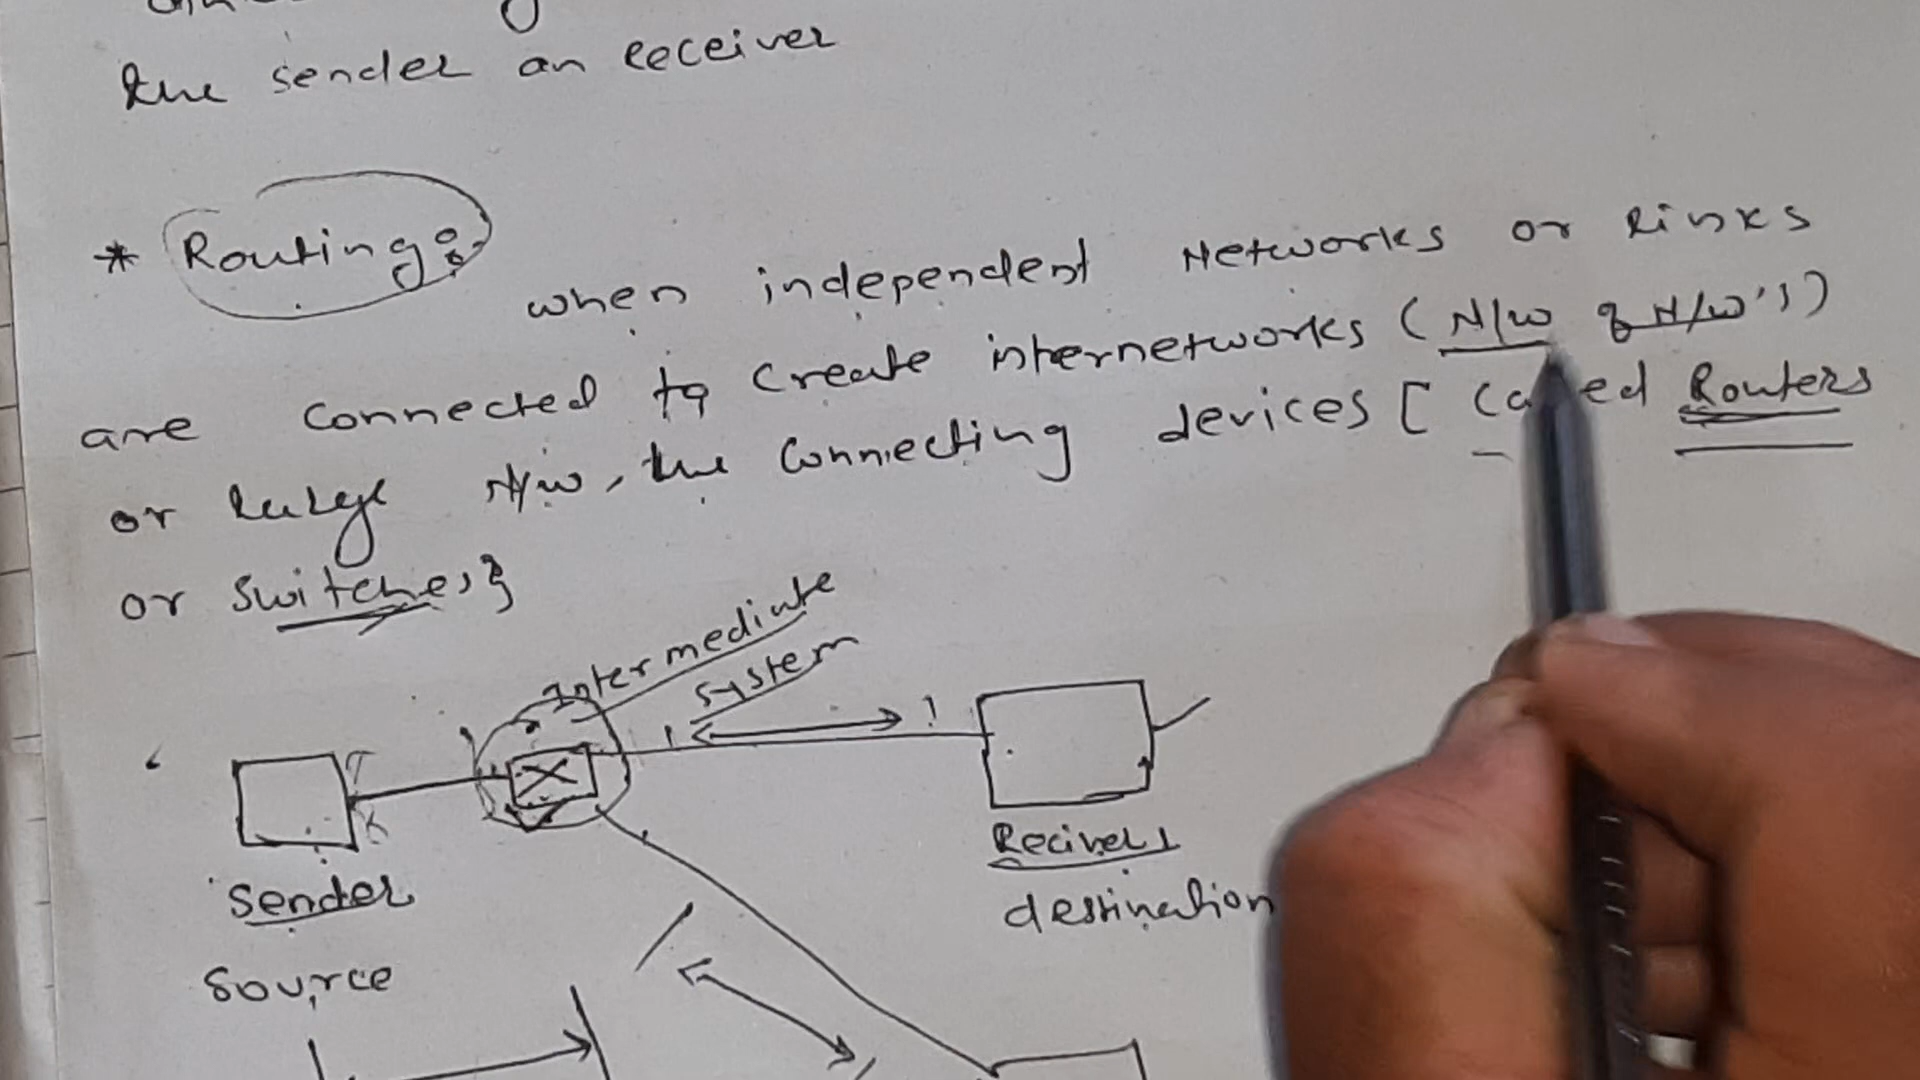 the sender an receiver
* Routing:
when independent Networks or links
are connected to create internetworks (N/w of N/w's)
or large N/w, the connecting devices [ called Routers
or switches}
Intermediate
system
Reciver
sender
destination
source